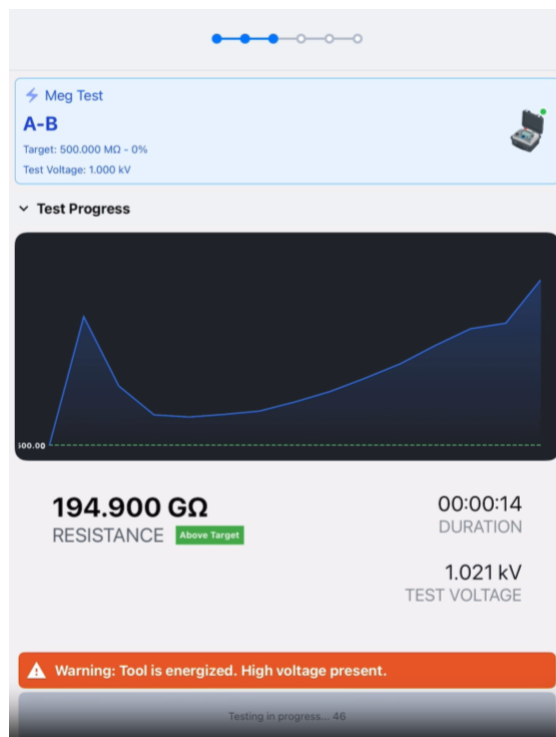 Meg Test
A-B
Target: 500.000 MΩ - 0%
Test Voltage: 1.000 kV
Test Progress
500.00
194.900 GΩ
RESISTANCE
Above Target
00:00:14
DURATION
1.021 kV
TEST VOLTAGE
Warning: Tool is energized. High voltage present.
Testing in progress... 46